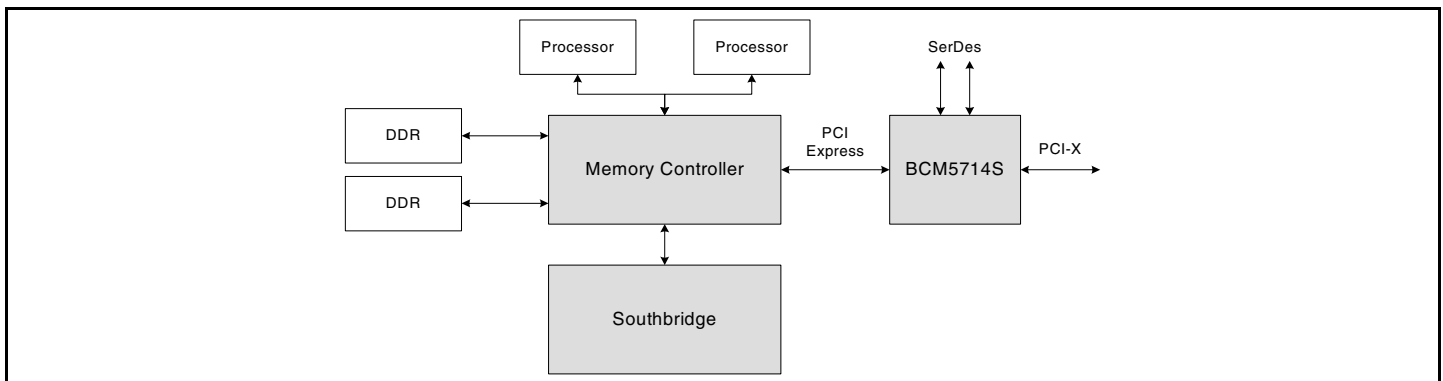 Processor
Processor
SerDes
DDR
Memory Controller
PCI
Express
BCM5714S
PCI-X
DDR
Southbridge